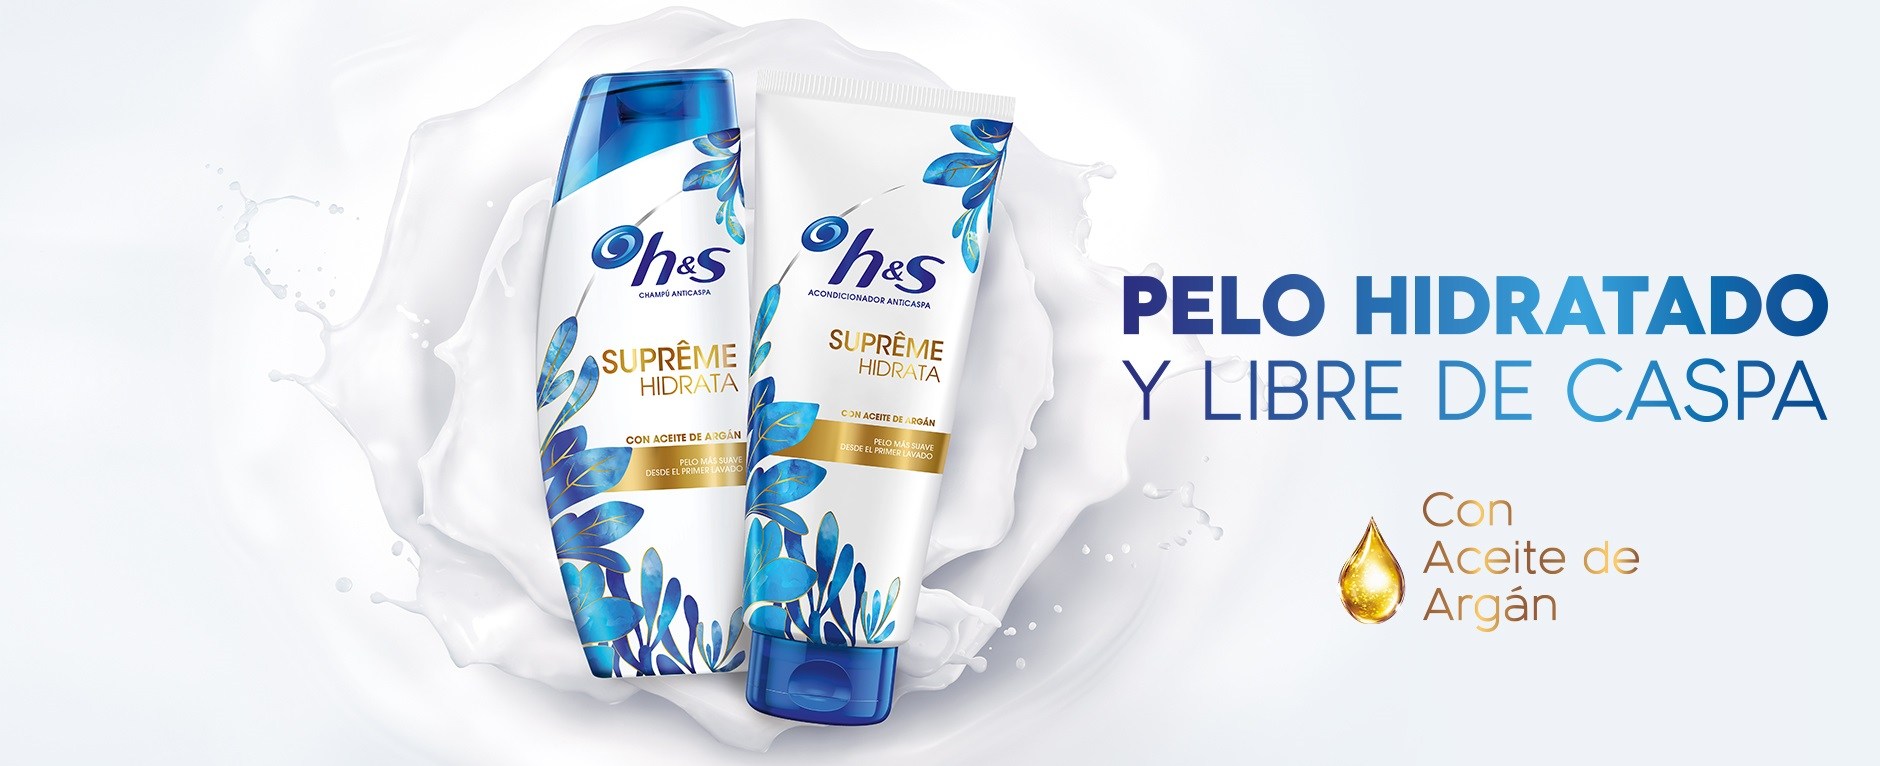 h&s
CHAMPÚ ANTICASPA
SUPRÊME
HIDRATA
CON ACEITE DE ARGÁN
PELO MÁS SUAVE
DESDE EL PRIMER LAVADO
h&s
ACONDICIONADOR ANTICASPA
SUPRÊME
HIDRATA
CON ACEITE DE ARGÁN
PELO MÁS SUAVE
DESDE EL PRIMER LAVADO
PELO HIDRATADO
Y LIBRE DE CASPA
Con
Aceite de
Argán